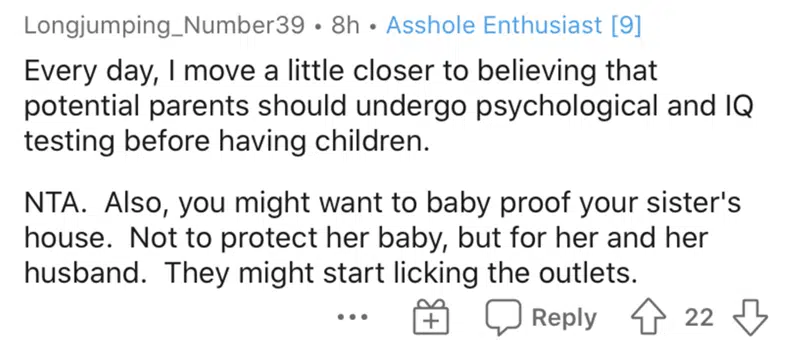 Longjumping_Number39 • 8h • Asshole Enthusiast [9]
Every day, I move a little closer to believing that
potential parents should undergo psychological and IQ
testing before having children.
NTA.  Also, you might want to baby proof your sister's
house.  Not to protect her baby, but for her and her
husband.  They might start licking the outlets.
... Reply 22